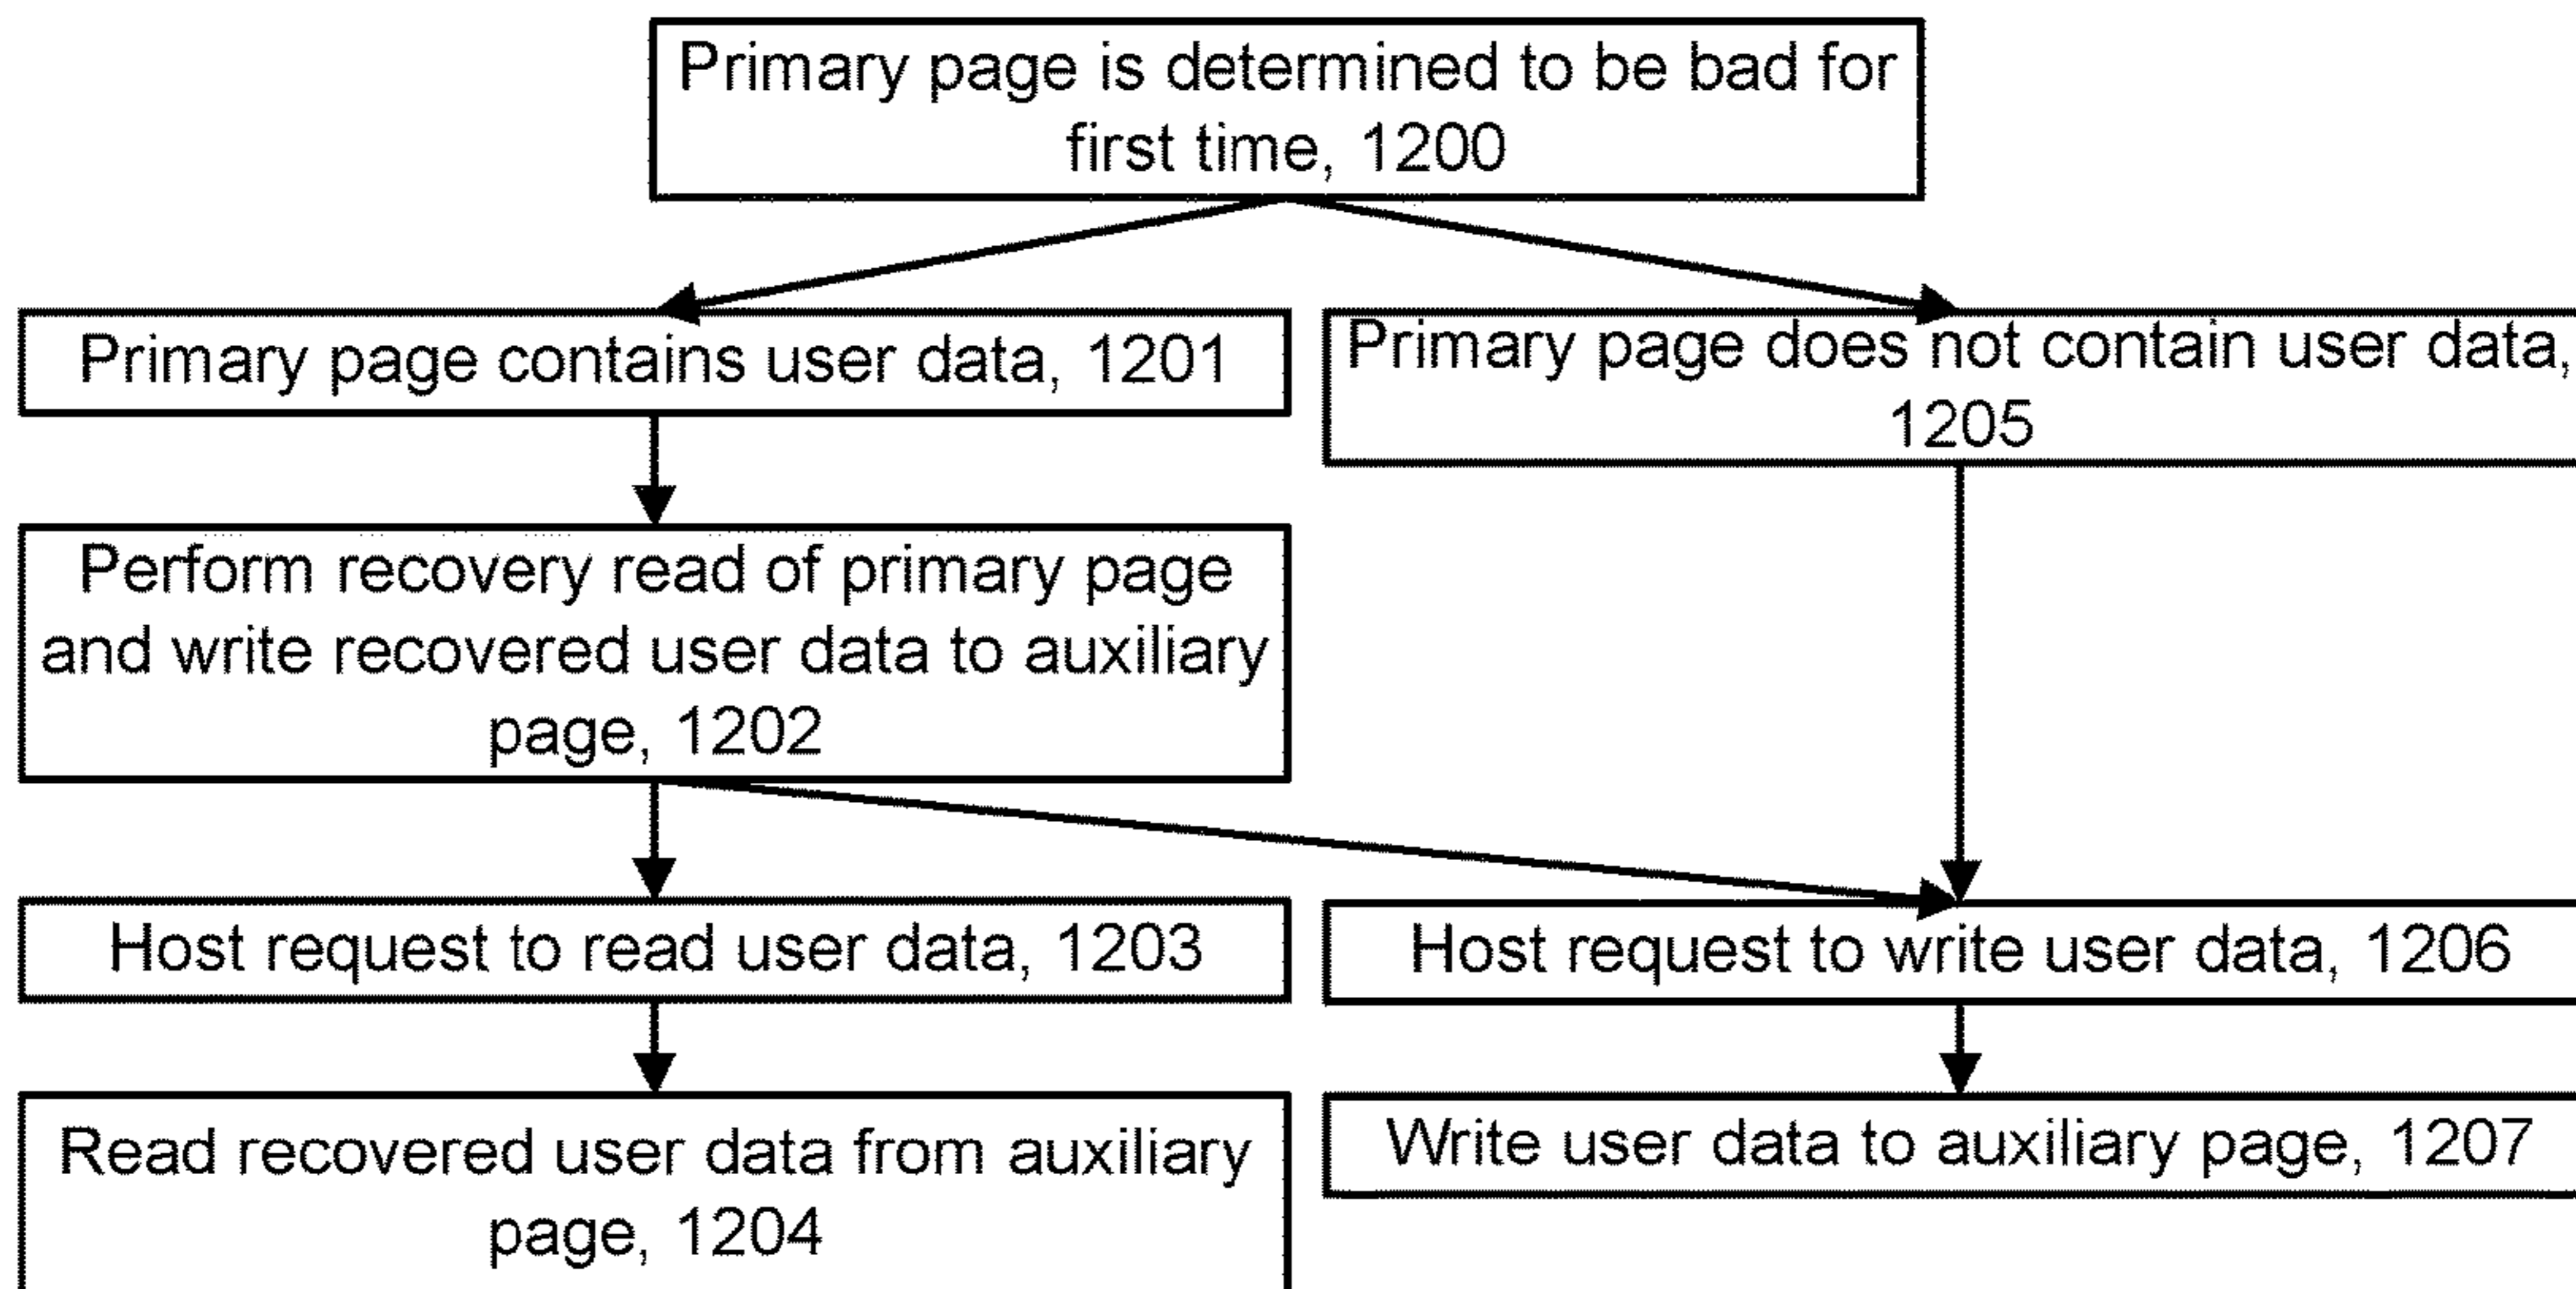 Primary page is determined to be bad for
first time, 1200
Primary page contains user data, 1201
Primary page does not contain user data,
1205
Perform recovery read of primary page
and write recovered user data to auxiliary
page, 1202
Host request to read user data, 1203
Host request to write user data, 1206
Read recovered user data from auxiliary
page, 1204
Write user data to auxiliary page, 1207